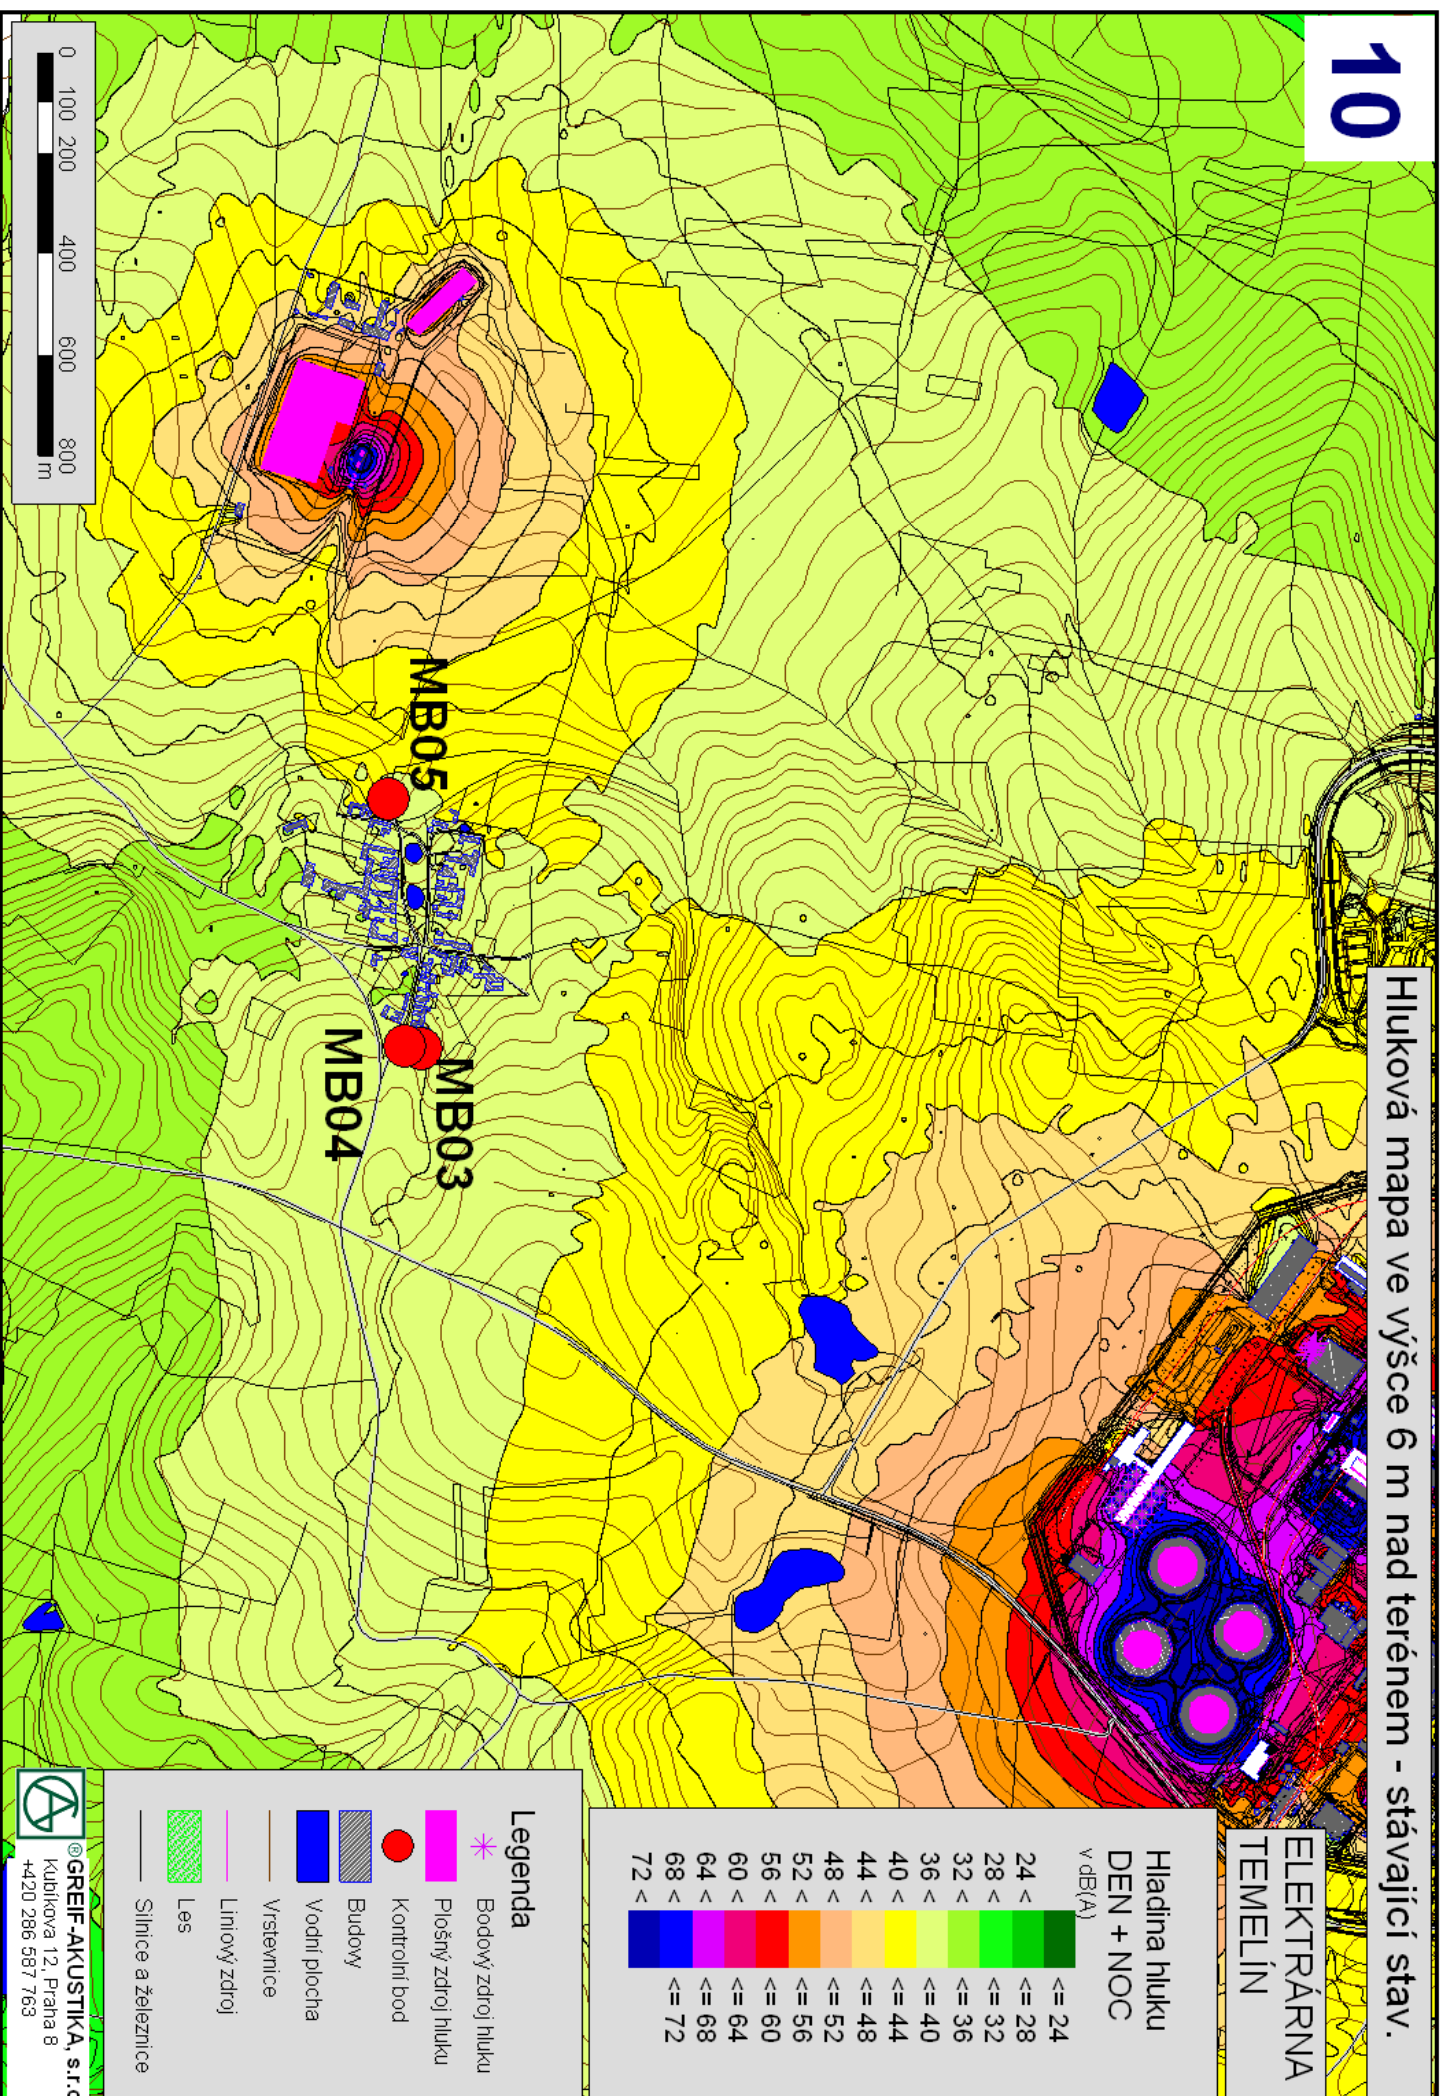 10
Hluková mapa ve výšce 6 m nad terénem - stávající stav.
ELEKTRÁRNA
TEMELÍN
Hladina hluku
DEN + NOC
v dB(A)
<= 24
24 < <= 28
28 < <= 32
32 < <= 36
36 < <= 40
40 < <= 44
44 < <= 48
48 < <= 52
52 < <= 56
56 < <= 60
60 < <= 64
64 < <= 68
68 < <= 72
72 <
MB05
MB03
MB04
Legenda
Bodový zdroj hluku
Plošný zdroj hluku
Kontrolní bod
Budovy
Vodní plocha
Vrstevnice
Liniový zdroj
Les
Silnice a železnice
0 100 200 400 600 800
m
®GREIF-AKUSTIKA, s.r.o
Kubíkova 12, Praha 8
+420 286 587 763